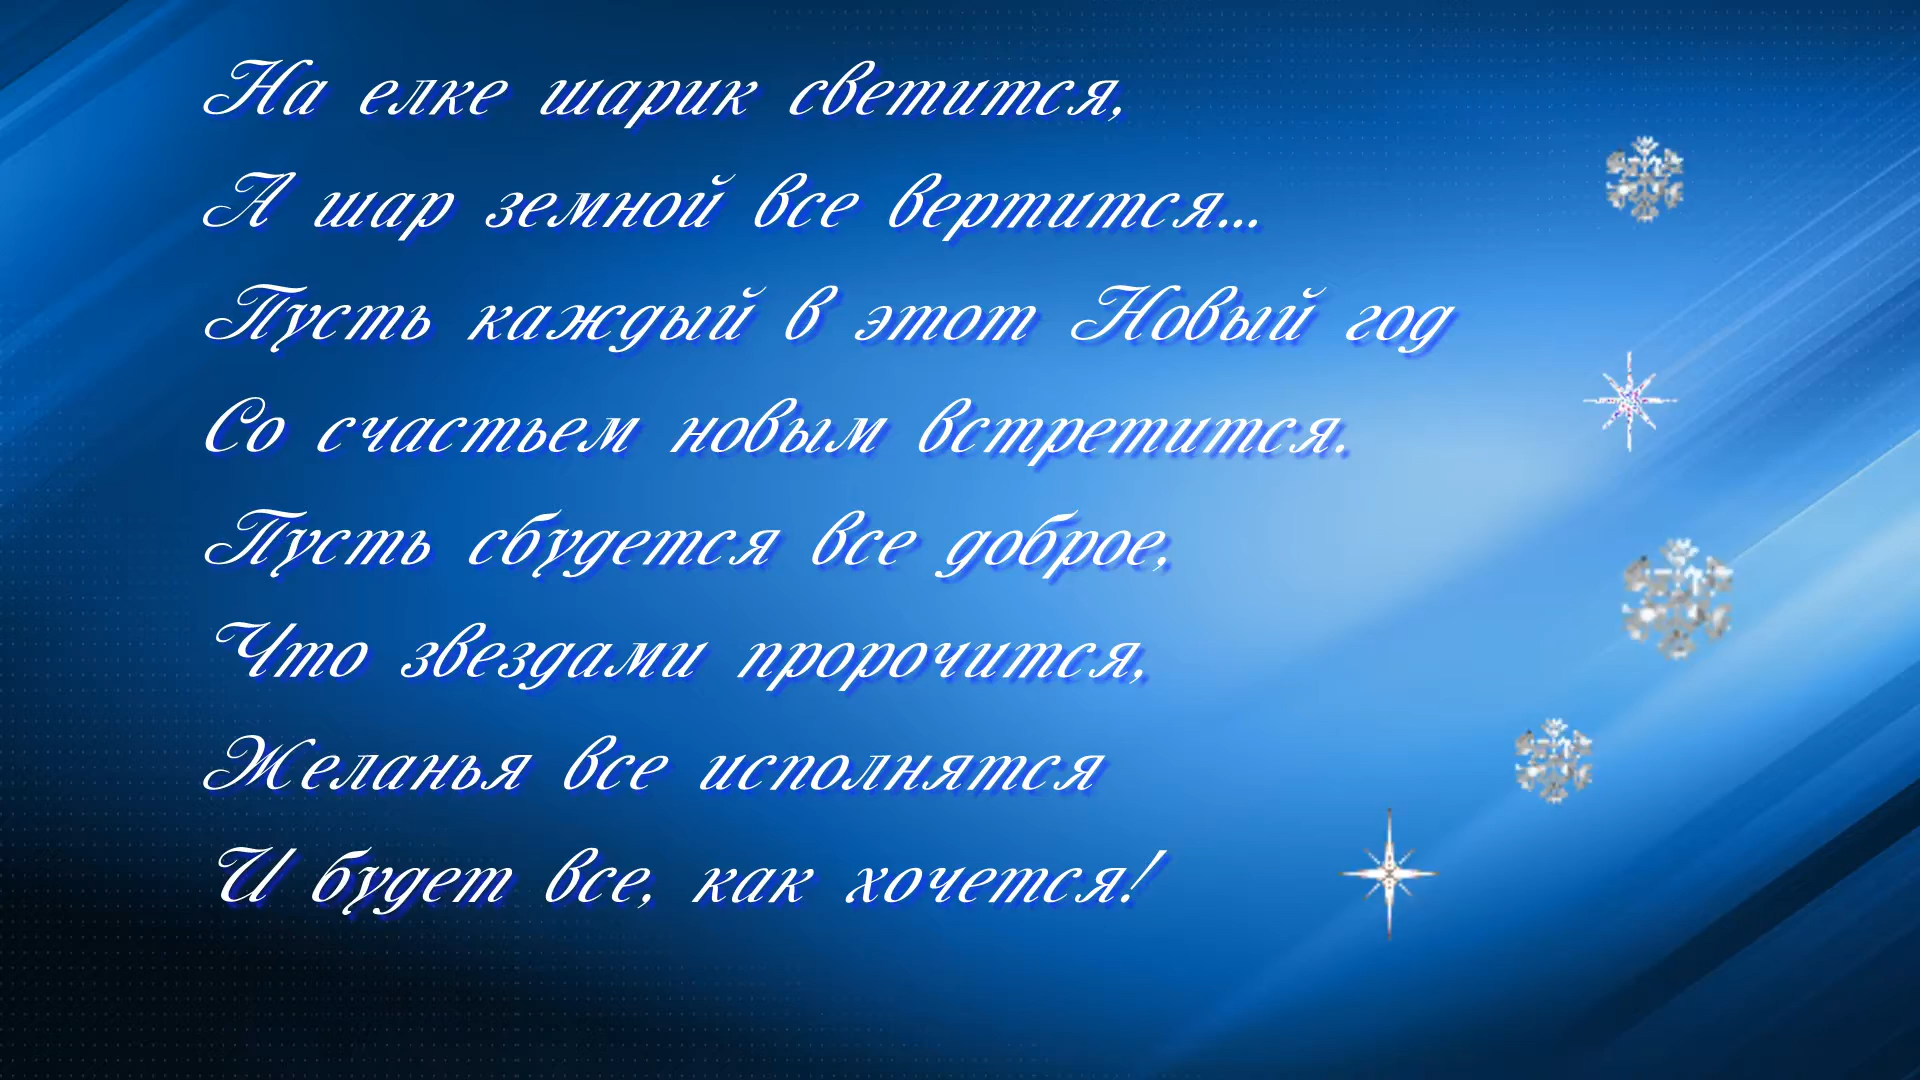 На елке шарик светится,
А шар земной все вертится...
Пусть каждый в этот Новый год
Со счастьем новым встретится.
Пусть сбудется все доброе,
Что звездами пророчится,
Желанья все исполнятся
И будет все, как хочется!